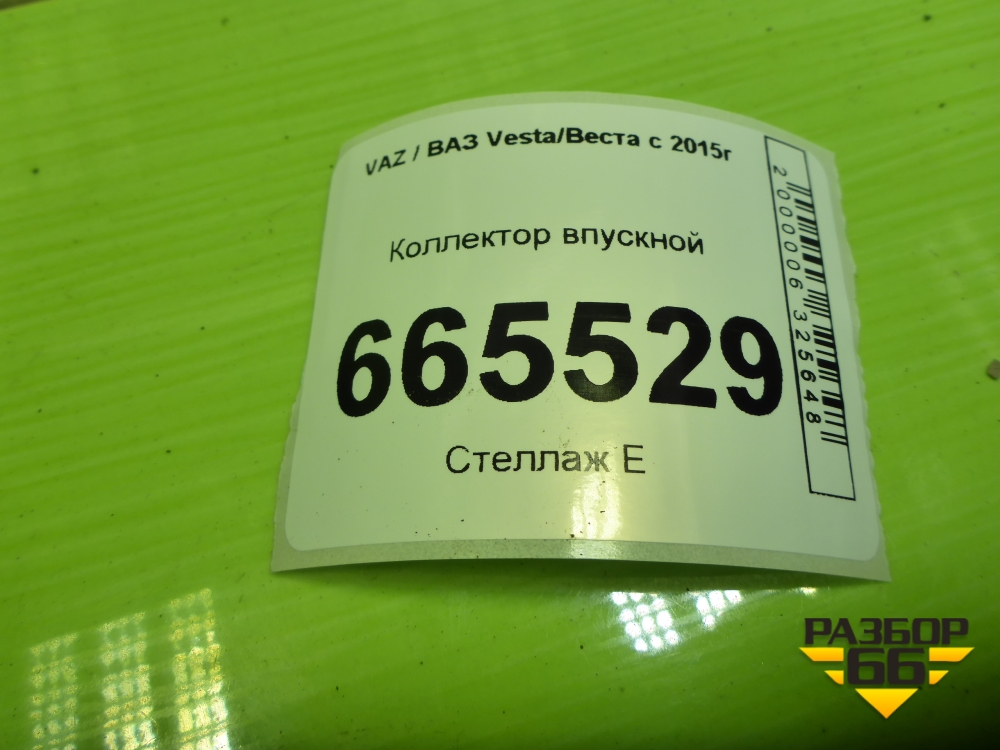 VAZ / ВАЗ Vesta/Веста с 2015г
Коллектор впускной
665529
Стеллаж Е
2000006325648
РАЗБОР
66